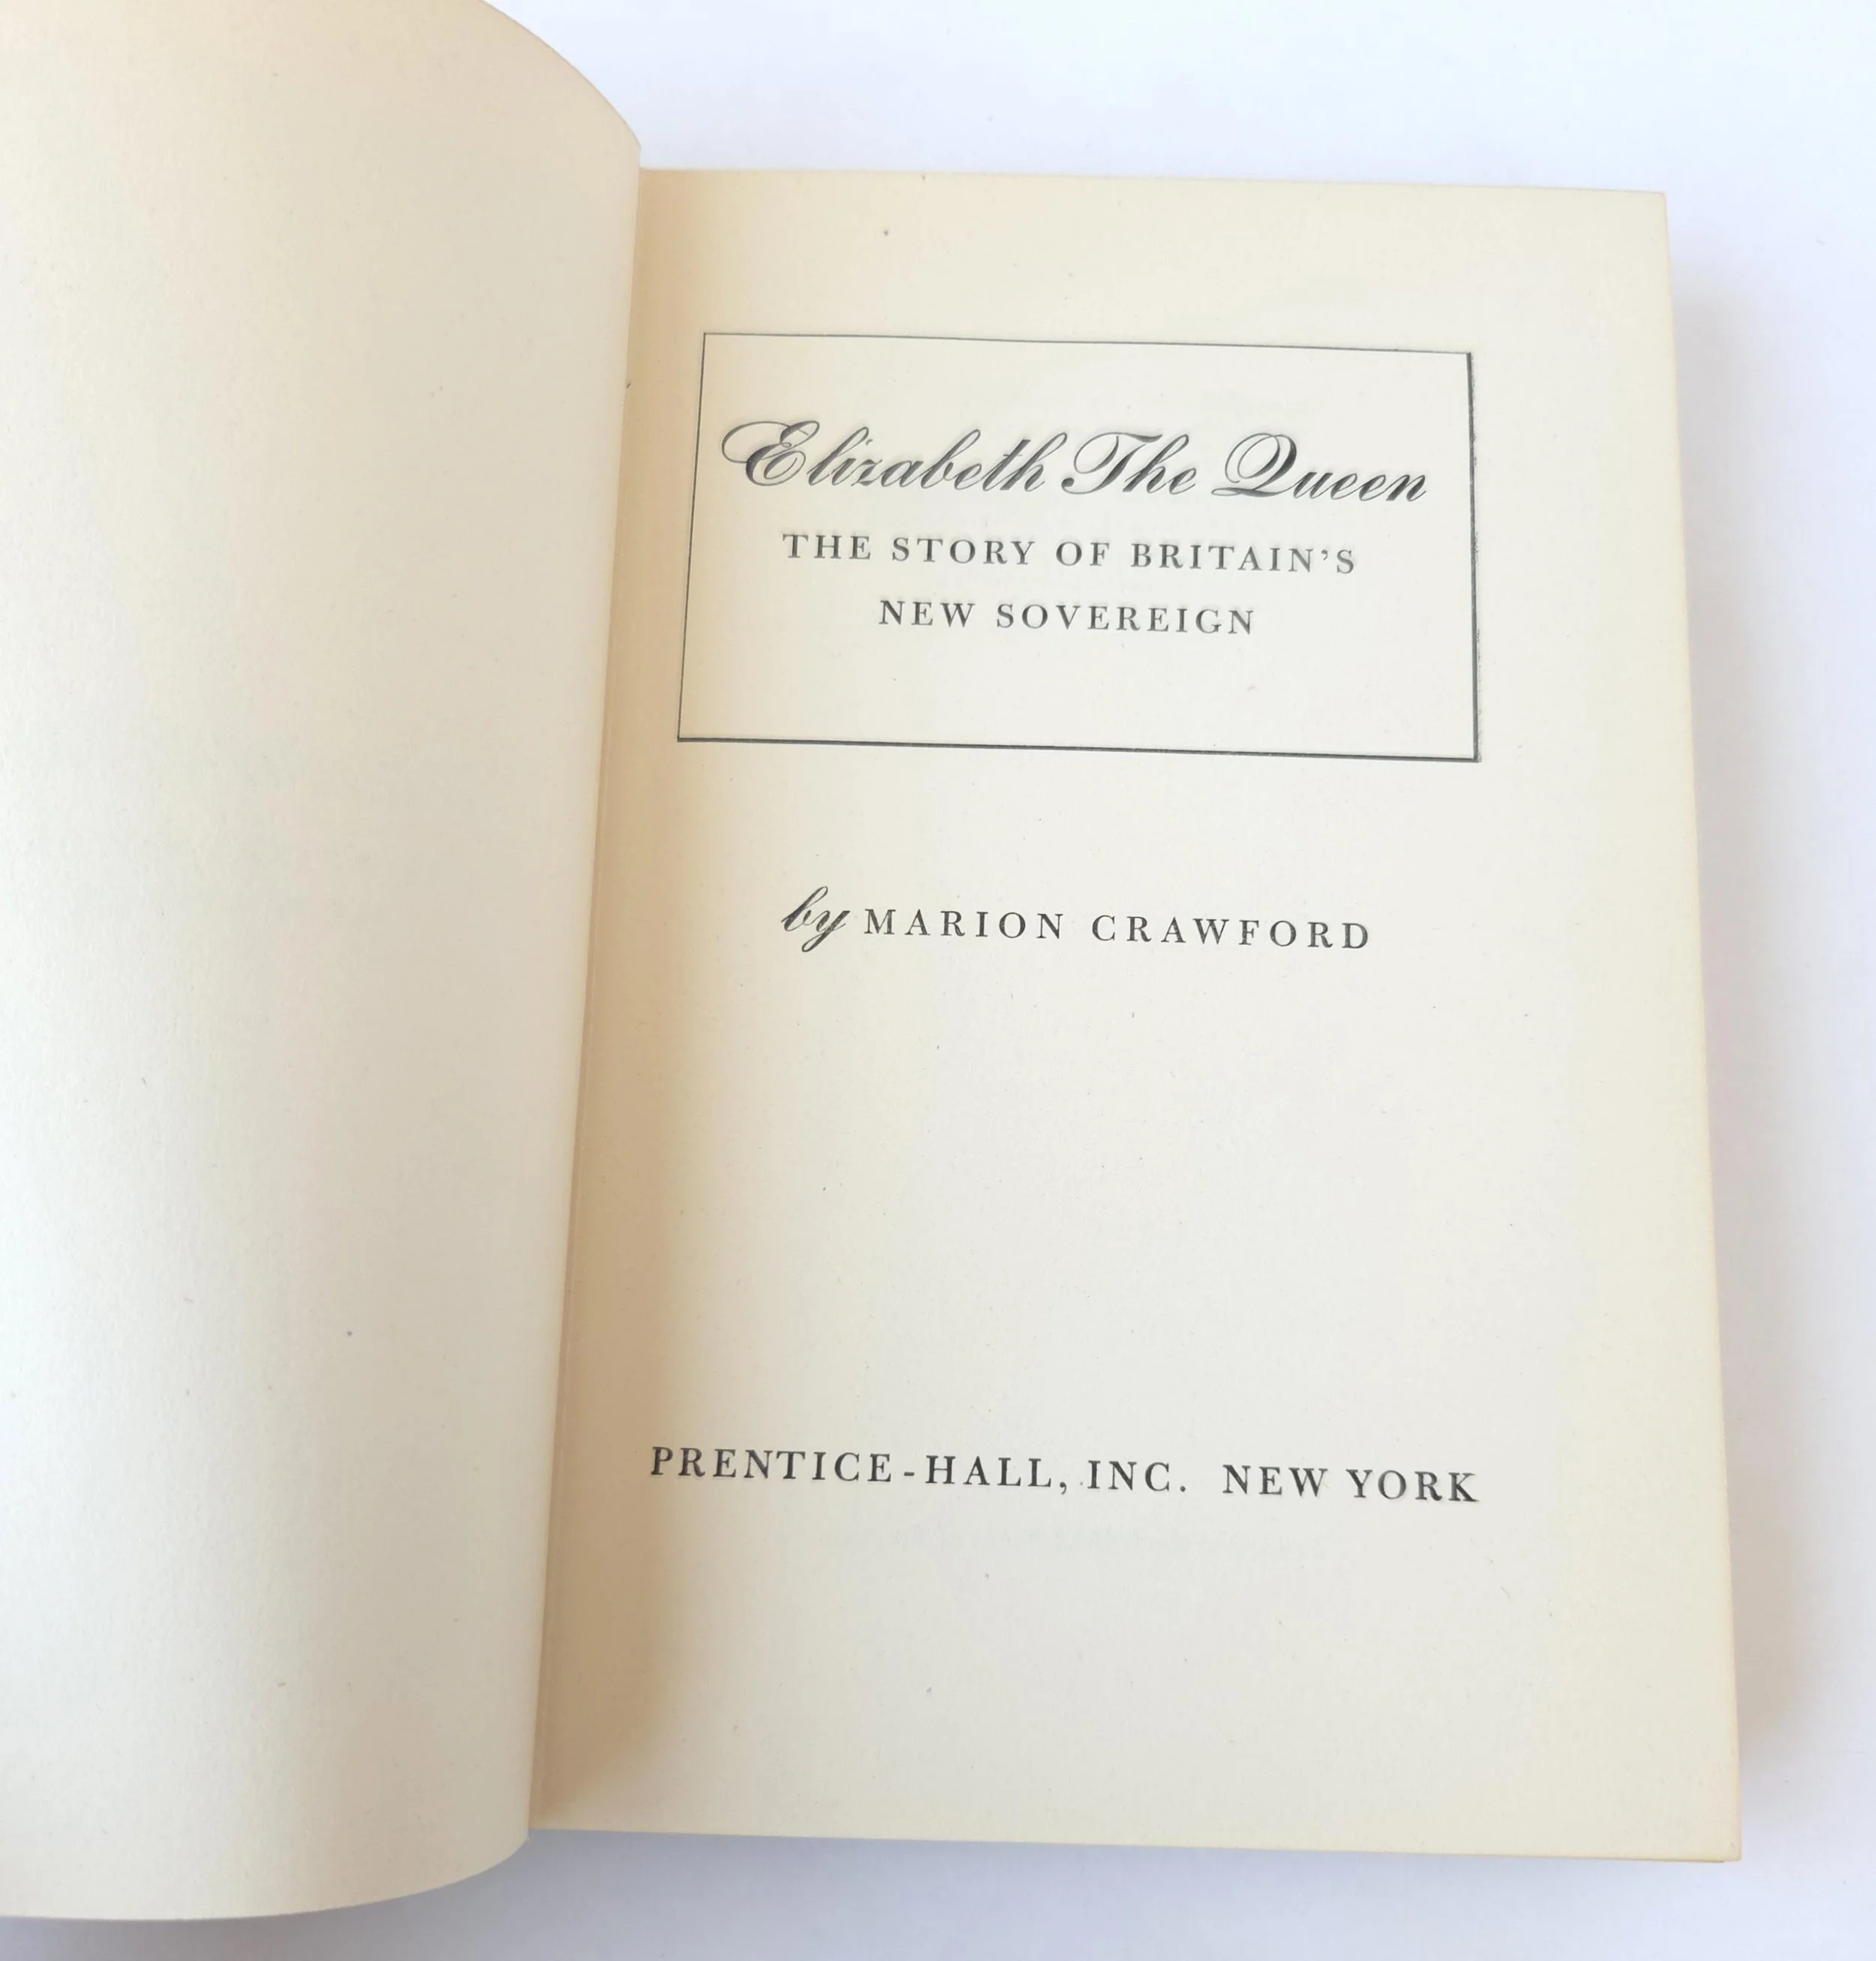 Elizabeth The Queen
THE STORY OF BRITAIN'S
NEW SOVEREIGN
by MARION CRAWFORD
PRENTICE-HALL, INC. NEW YORK